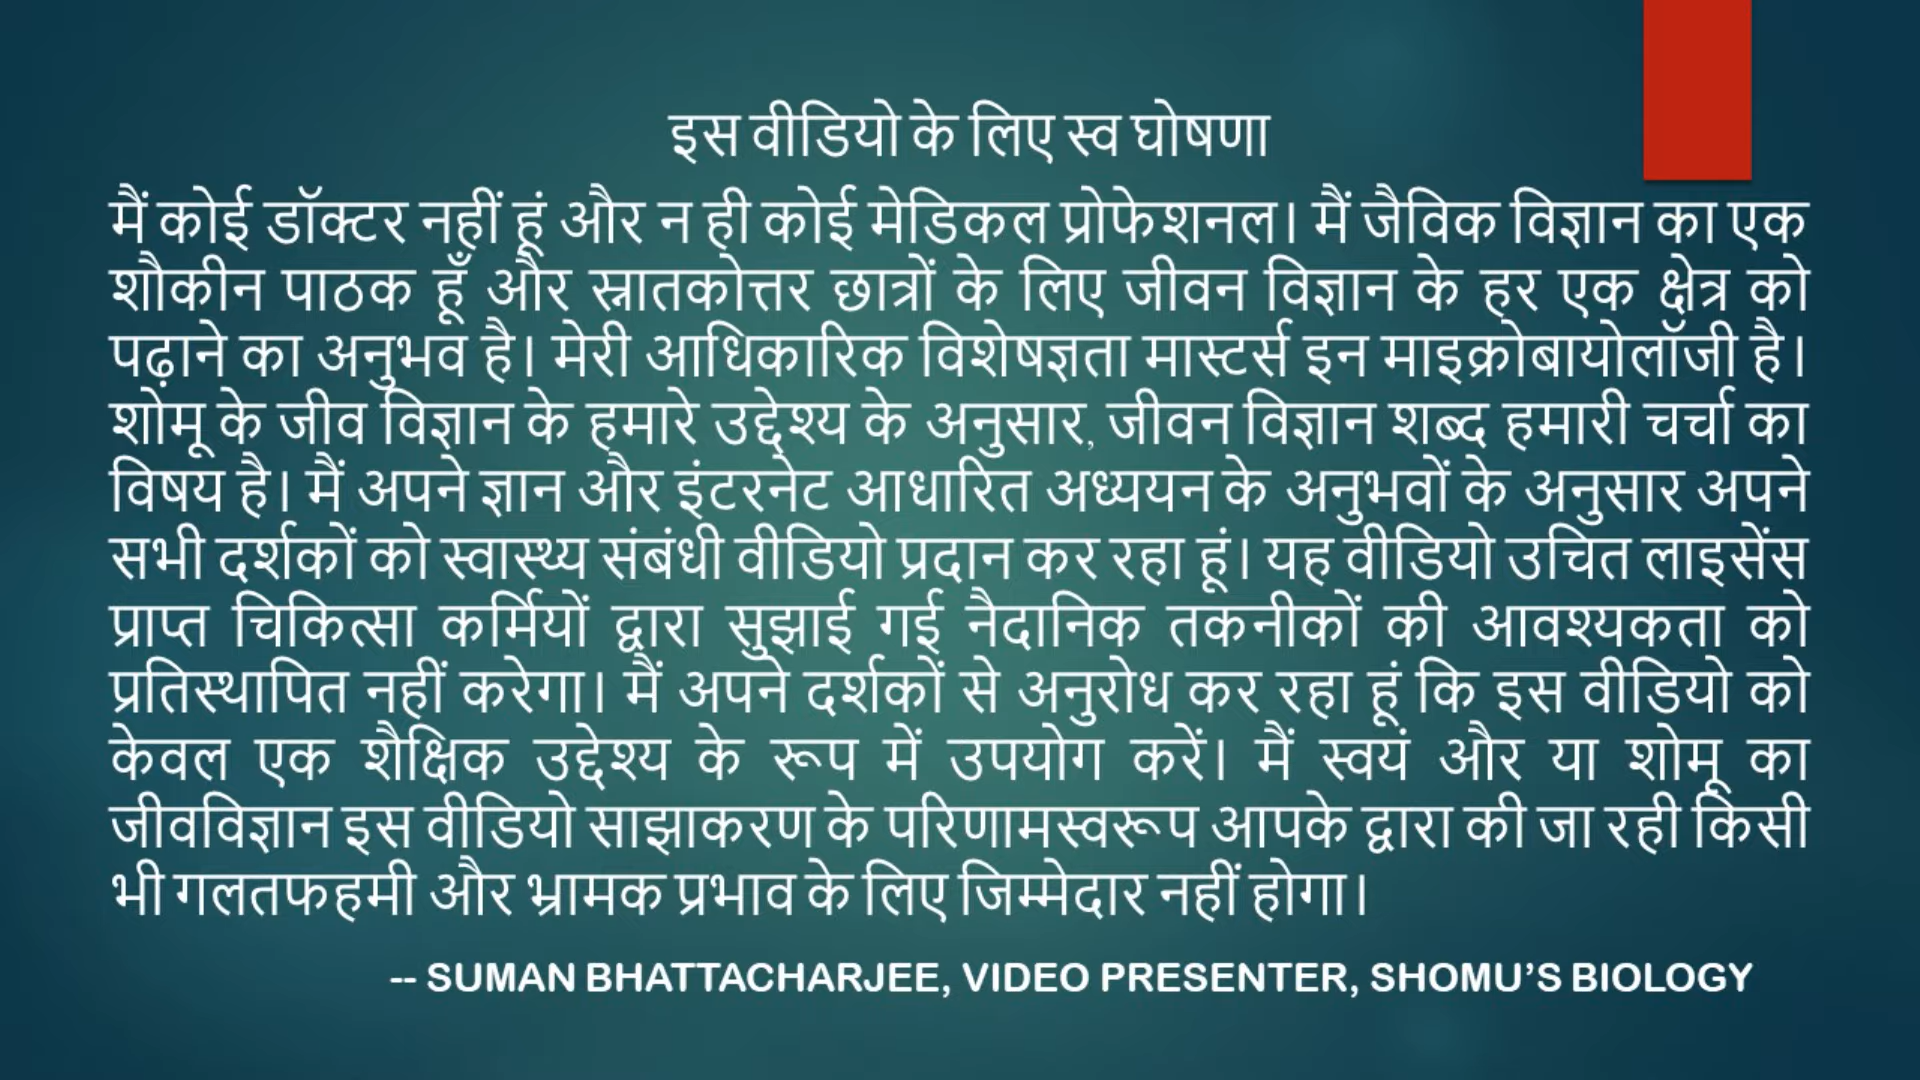 इस वीडियो के लिए स्व घोषणा
मैं कोई डॉक्टर नहीं हूं और न ही कोई मेडिकल प्रोफेशनल। मैं जैविक विज्ञान का एक
शौकीन पाठक हूँ और स्नातकोत्तर छात्रों के लिए जीवन विज्ञान के हर एक क्षेत्र को
पढ़ाने का अनुभव है। मेरी आधिकारिक विशेषज्ञता मास्टर्स इन माइक्रोबायोलॉजी है।
शोमू के जीव विज्ञान के हमारे उद्देश्य के अनुसार, जीवन विज्ञान शब्द हमारी चर्चा का
विषय है। मैं अपने ज्ञान और इंटरनेट आधारित अध्ययन के अनुभवों के अनुसार अपने
सभी दर्शकों को स्वास्थ्य संबंधी वीडियो प्रदान कर रहा हूं। यह वीडियो उचित लाइसेंस
प्राप्त चिकित्सा कर्मियों द्वारा सुझाई गई नैदानिक तकनीकों की आवश्यकता को
प्रतिस्थापित नहीं करेगा। मैं अपने दर्शकों से अनुरोध कर रहा हूं कि इस वीडियो को
केवल एक शैक्षिक उद्देश्य के रूप में उपयोग करें। मैं स्वयं और या शोमू का
जीवविज्ञान इस वीडियो साझाकरण के परिणामस्वरूप आपके द्वारा की जा रही किसी
भी गलतफहमी और भ्रामक प्रभाव के लिए जिम्मेदार नहीं होगा।
-- SUMAN BHATTACHARJEE, VIDEO PRESENTER, SHOMU’S BIOLOGY